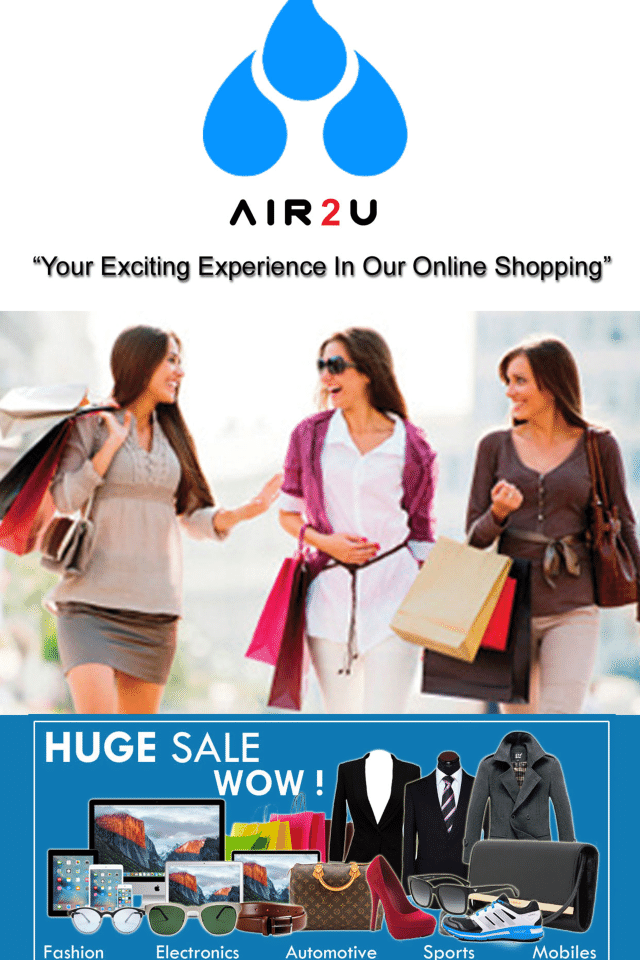 AIR2U
“Your Exciting Experience In Our Online Shopping”
HUGE SALE
WOW !
Fashion Electronics Automotive Sports Mobiles